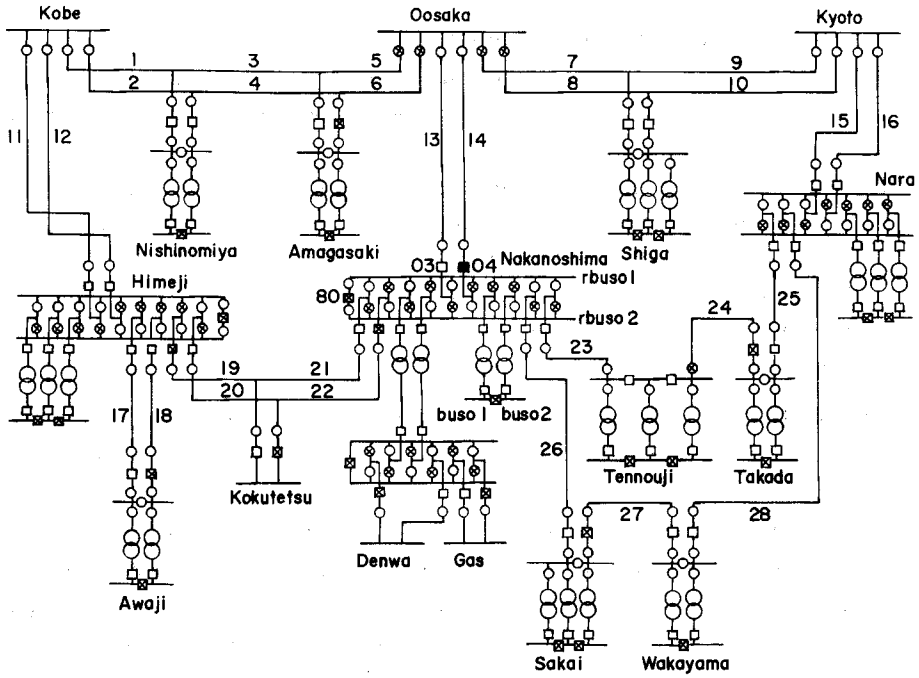 Kobe
Oosaka
Kyoto
1
3
5
7
9
2
4
6
8
10
11
12
13
14
15
16
Nara
Nishinomiya
Amagasaki
Shiga
Himeji
03
04
Nakanoshima
rbuso1
80
rbuso 2
25
24
19
21
23
20
22
17
18
buso1
buso2
26
Kokutetsu
Tennouji
Takada
27
28
Denwa
Gas
Awaji
Sakai
Wakayama